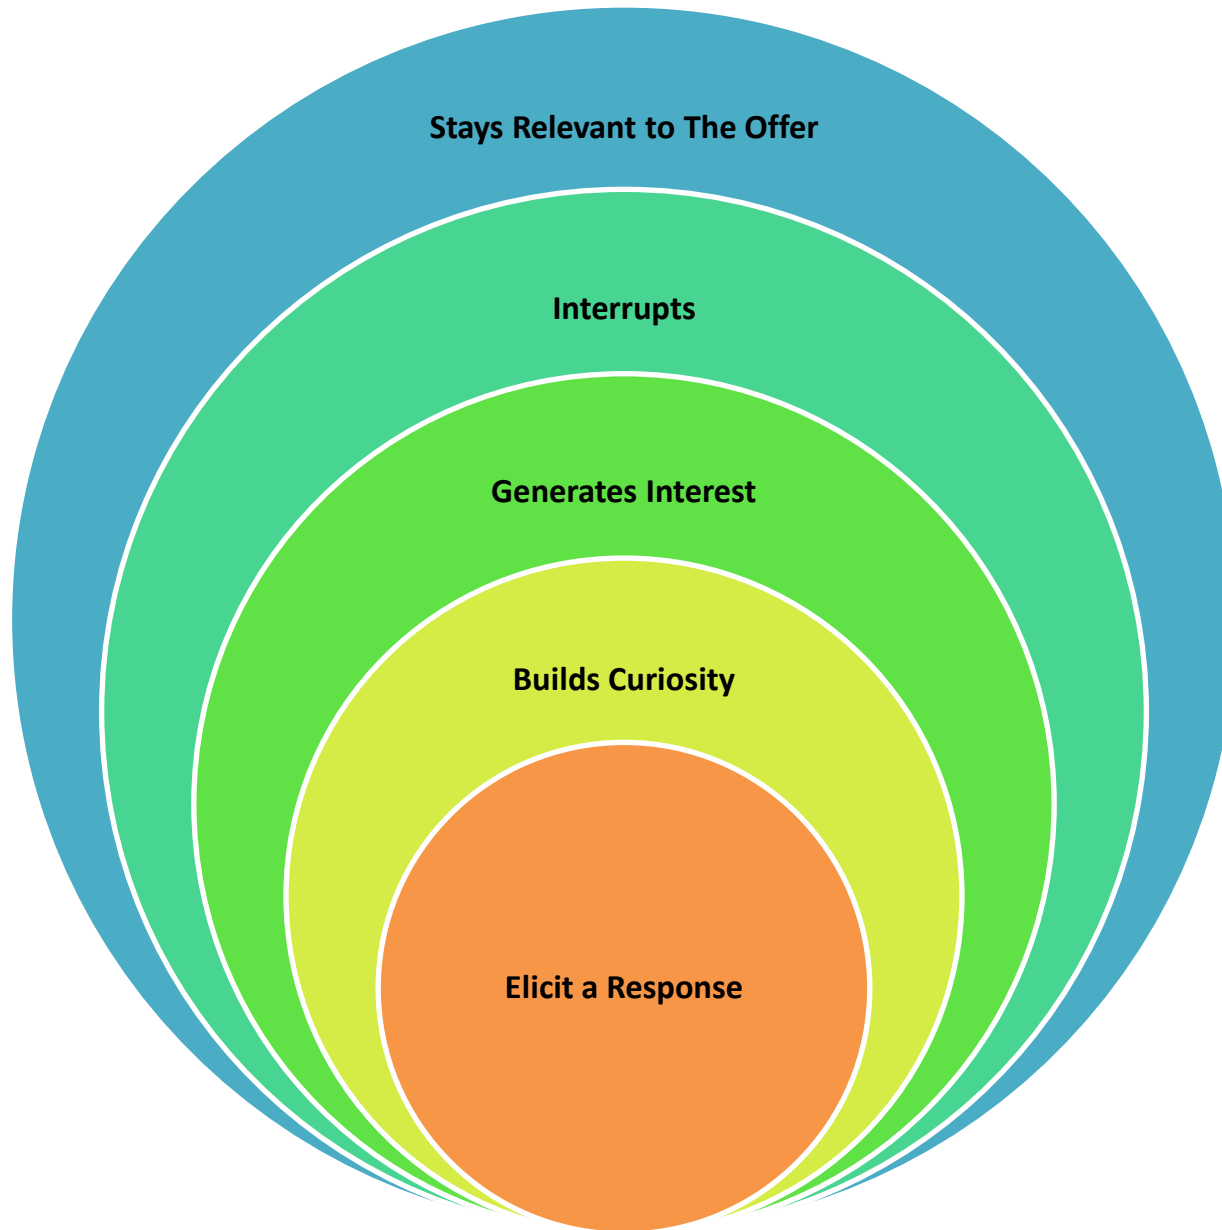 Stays Relevant to The Offer
Interrupts
Generates Interest
Builds Curiosity
Elicit a Response